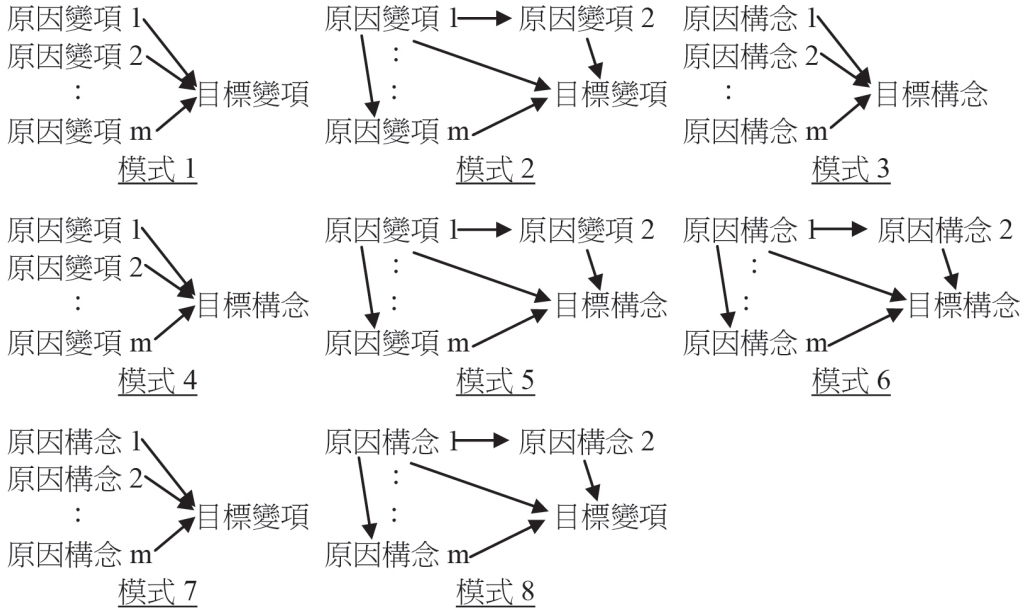 原因變項 1
原因變項 2
:
目標變項
原因變項 m
模式 1
原因變項 1 原因變項 2
:
:
目標變項
原因變項 m
模式 2
原因構念 1
原因構念 2
:
目標構念
原因構念 m
模式 3
原因變項 1
原因變項 2
:
目標構念
原因變項 m
模式 4
原因變項 1 原因變項 2
:
:
目標構念
原因變項 m
模式 5
原因構念 1 原因構念 2
:
:
目標構念
原因構念 m
模式 6
原因構念 1
原因構念 2
:
目標變項
原因構念 m
模式 7
原因構念 1 原因構念 2
:
:
目標變項
原因構念 m
模式 8